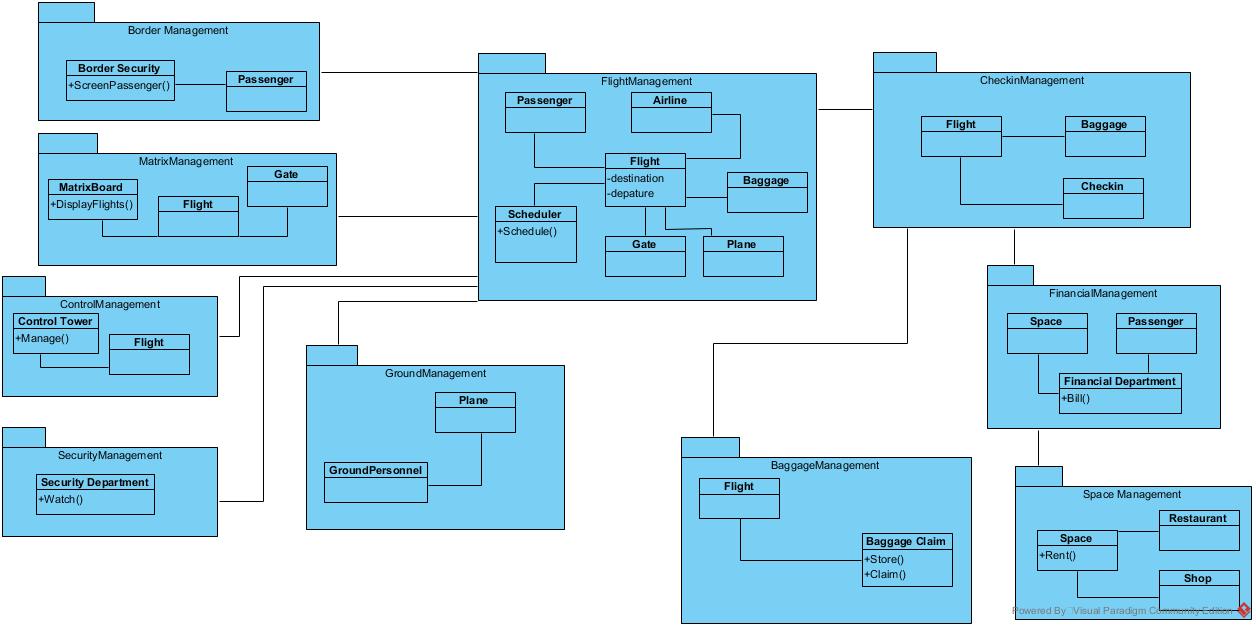 Border Management
Border Security
+ScreenPassenger()
Passenger
MatrixManagement
MatrixBoard
+DisplayFlights()
Flight
Gate
ControlManagement
Control Tower
+Manage()
Flight
SecurityManagement
Security Department
+Watch()
FlightManagement
Passenger
Airline
Flight
-destination
-depature
Baggage
Scheduler
+Schedule()
Gate
Plane
GroundManagement
Plane
GroundPersonnel
CheckinManagement
Flight
Baggage
Checkin
FinancialManagement
Space
Passenger
Financial Department
+Bill()
BaggageManagement
Flight
Baggage Claim
+Store()
+Claim()
Space Management
Space
+Rent()
Restaurant
Shop
Powered By Visual Paradigm Community Edition